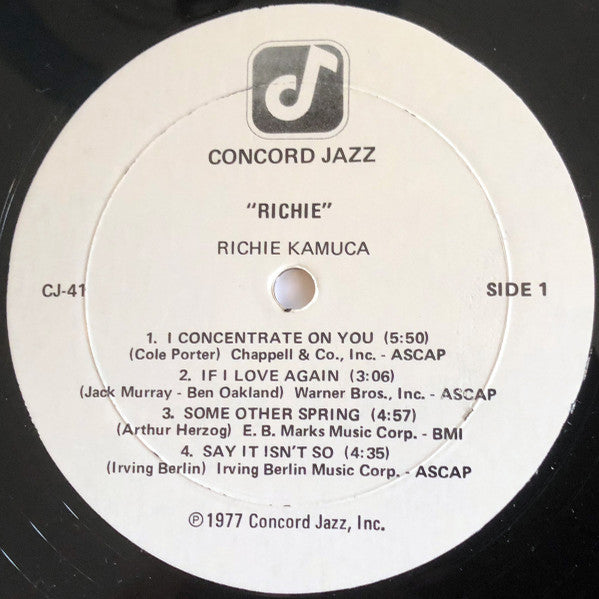 CONCORD JAZZ
"RICHIE"
RICHIE KAMUCA
CJ-41
SIDE 1
1. I CONCENTRATE ON YOU (5:50)
(Cole Porter) Chappell & Co., Inc. - ASCAP
2. IF I LOVE AGAIN (3:06)
(Jack Murray - Ben Oakland) Warner Bros., Inc. - ASCAP
3. SOME OTHER SPRING (4:57)
(Arthur Herzog) E. B. Marks Music Corp. - BMI
4. SAY IT ISN'T SO (4:35)
(Irving Berlin) Irving Berlin Music Corp. - ASCAP
℗1977 Concord Jazz, Inc.